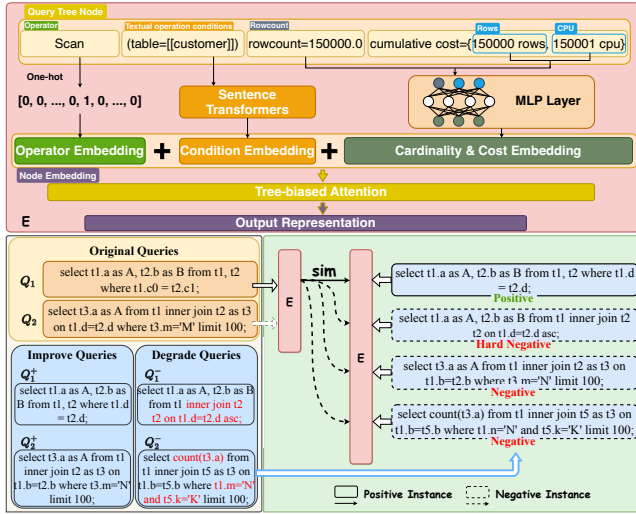 Query Tree Node
Operator
Textual operation conditions
Rowcount
Rows
CPU
Scan
(table=[[customer]])
rowcount=150000.0
cumulative cost={150000 rows, 150001 cpu}
One-hot
[0, 0, ..., 0, 1, 0, ..., 0]
Sentence
Transformers
MLP Layer
Operator Embedding
+
Condition Embedding
+
Cardinality & Cost Embedding
Node Embedding
Tree-biased Attention
E
Output Representation
Original Queries
Q1
select t1.a as A, t2.b as B from t1, t2
where t1.c0 = t2.c1;
Q2
select t3.a as A from t1 inner join t2 as t3
on t1.d=t2.d where t3.m='M' limit 100;
Improve Queries
Q1+
select t1.a as A, t2.b as
B from t1, t2 where t1.d
= t2.d;
Q2+
select t3.a as A from t1
inner join t2 as t3 on
t1.b=t2.b where t3.m='N'
limit 100;
Degrade Queries
Q1−
select t1.a as A, t2.b as
B from t1 inner join t2
t2 on t1.d=t2.d asc;
Q2−
select count(t3.a) from
t1 inner join t5 as t3 on
t1.b=t5.b where t1.m='N'
and t5.k='K' limit 100;
E
sim
E
select t1.a as A, t2.b as B from t1, t2 where t1.d
= t2.d;
Positive
select t1.a as A, t2.b as B from t1 inner join t2
t2 on t1.d=t2.d asc;
Hard Negative
select t3.a as A from t1 inner join t2 as t3 on
t1.b=t2.b where t3.m='N' limit 100;
Negative
select count(t3.a) from t1 inner join t5 as t3 on
t1.b=t5.b where t1.n='N' and t5.k='K' limit 100;
Negative
Positive Instance
Negative Instance